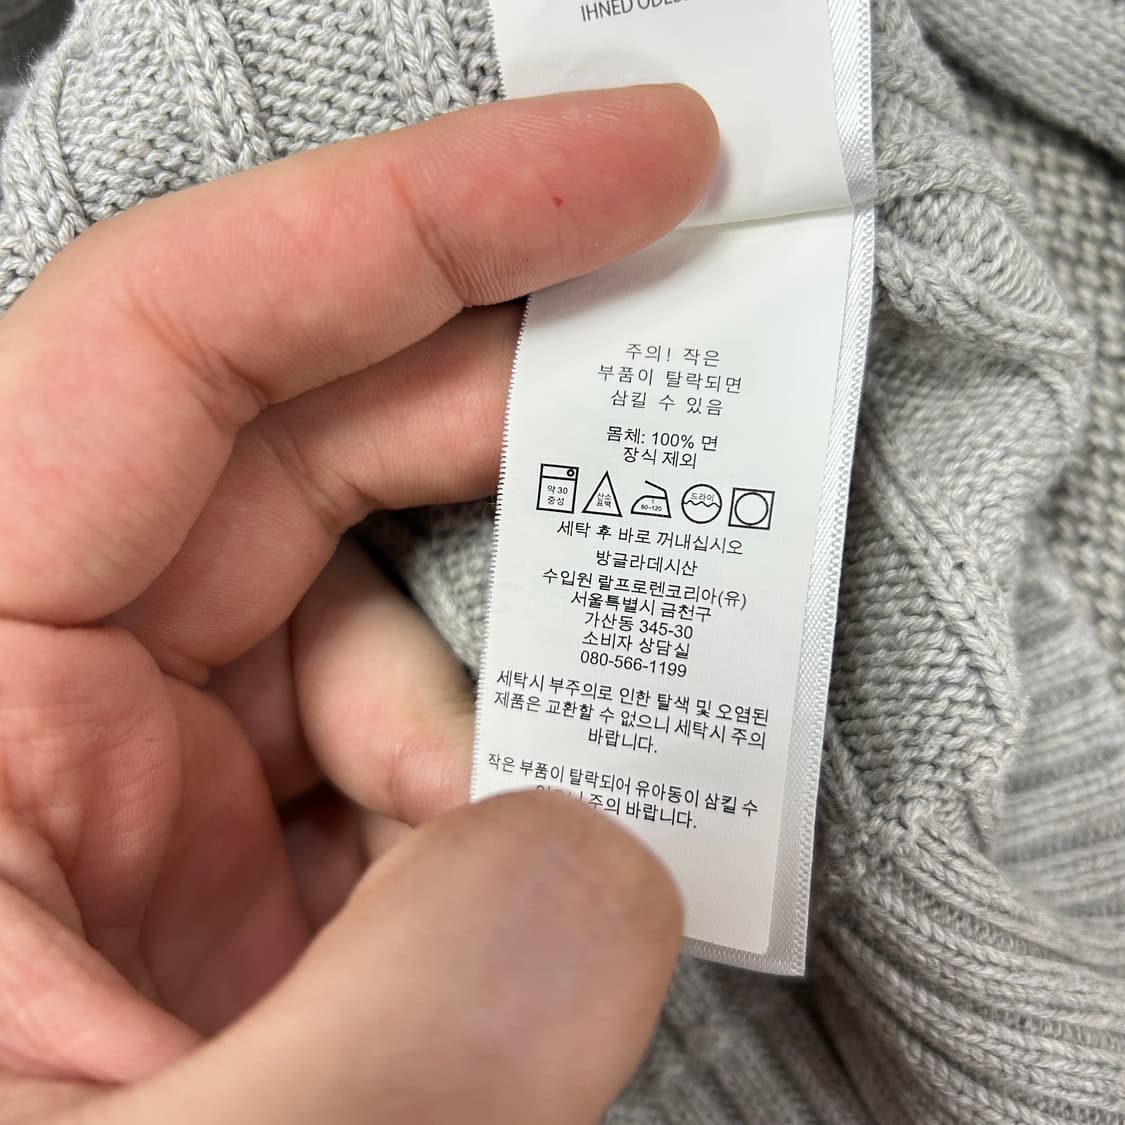 IHNED
주의! 작은
부품이 탈락되면
삼킬 수 있음
몸체: 100% 면
장식 제외
약 30
중성
산소
표백
80~120
드라이
세탁 후 바로 꺼내십시오
방글라데시산
수입원 랄프로렌코리아(유)
서울특별시 금천구
가산동 345-30
소비자 상담실
080-566-1199
세탁시 부주의로 인한 탈색 및 오염된
제품은 교환할 수 없으니 세탁시 주의
바랍니다.
작은 부품이 탈락되어 유아동이 삼킬 수
주의 바랍니다.